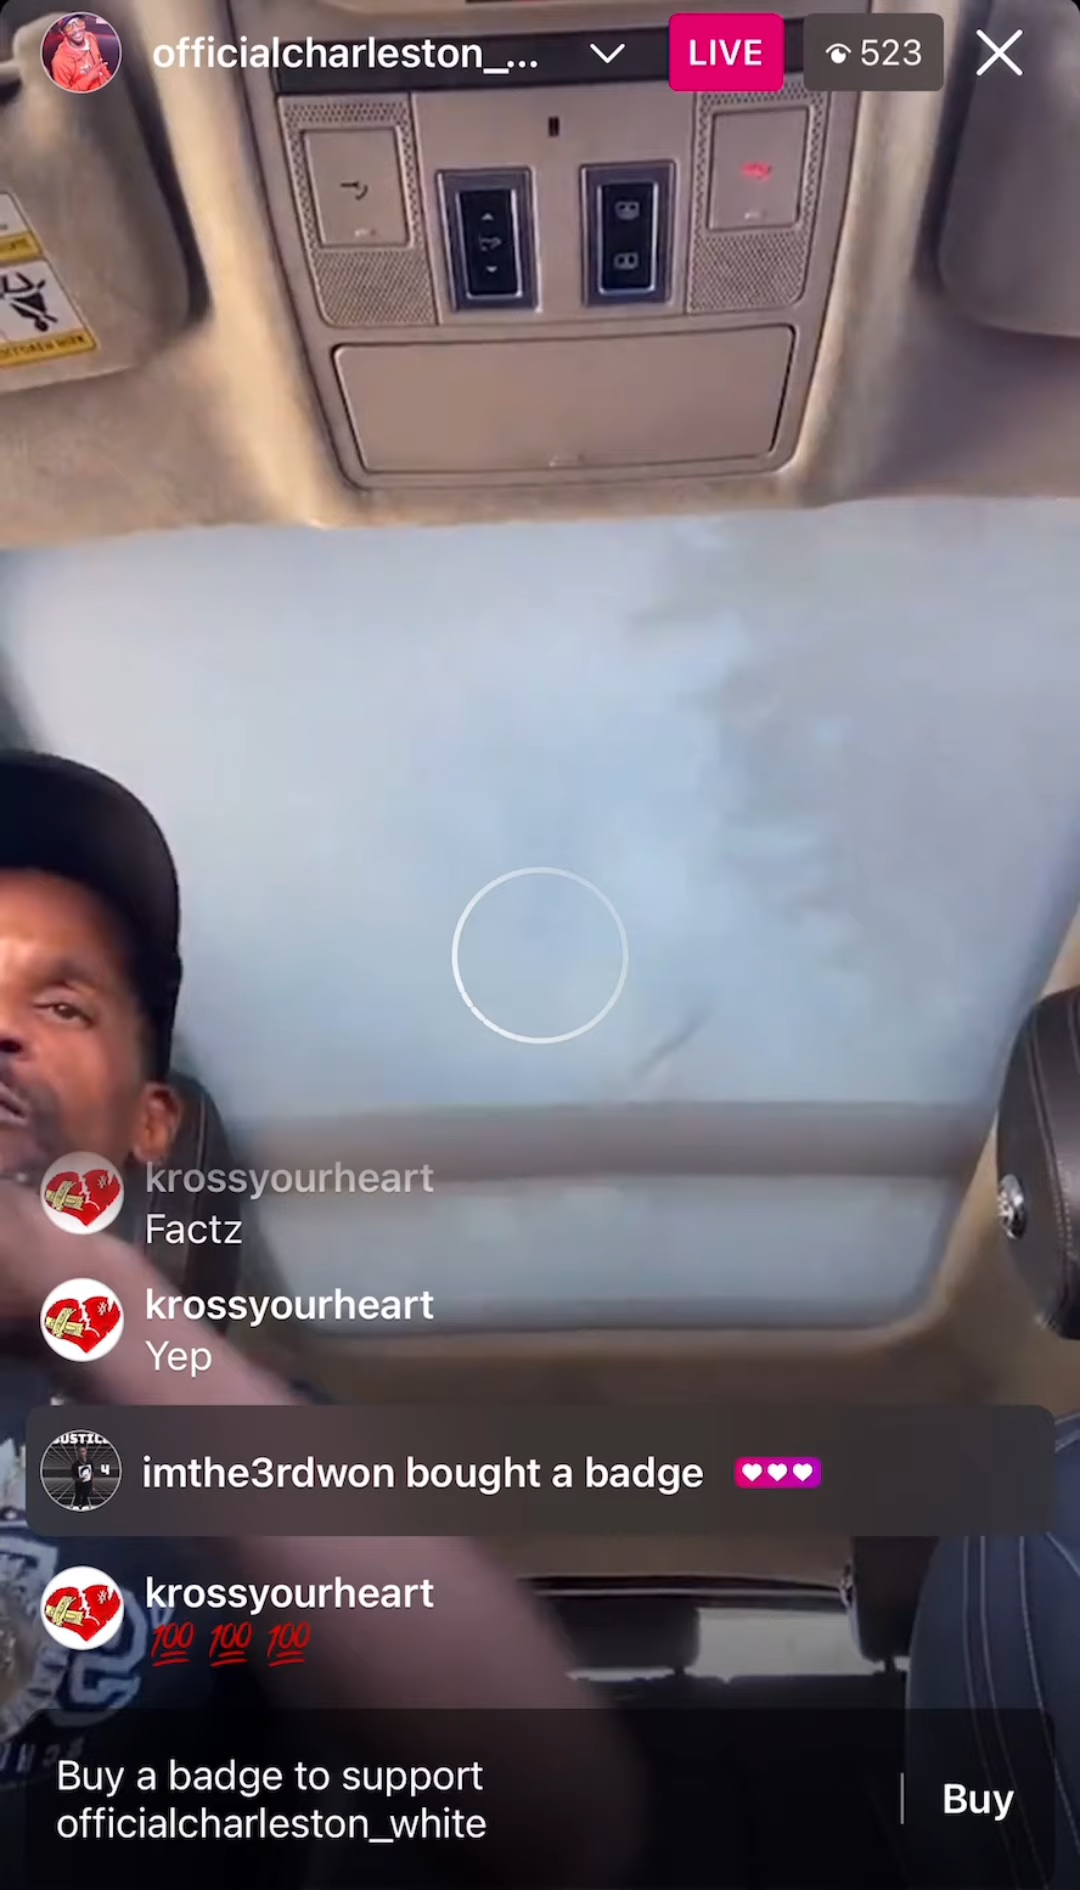 officialcharleston_...
LIVE
523
krossyourheart
Factz
krossyourheart
Yep
imthe3rdwon bought a badge
krossyourheart
💯 💯 💯
Buy a badge to support
officialcharleston_white
Buy